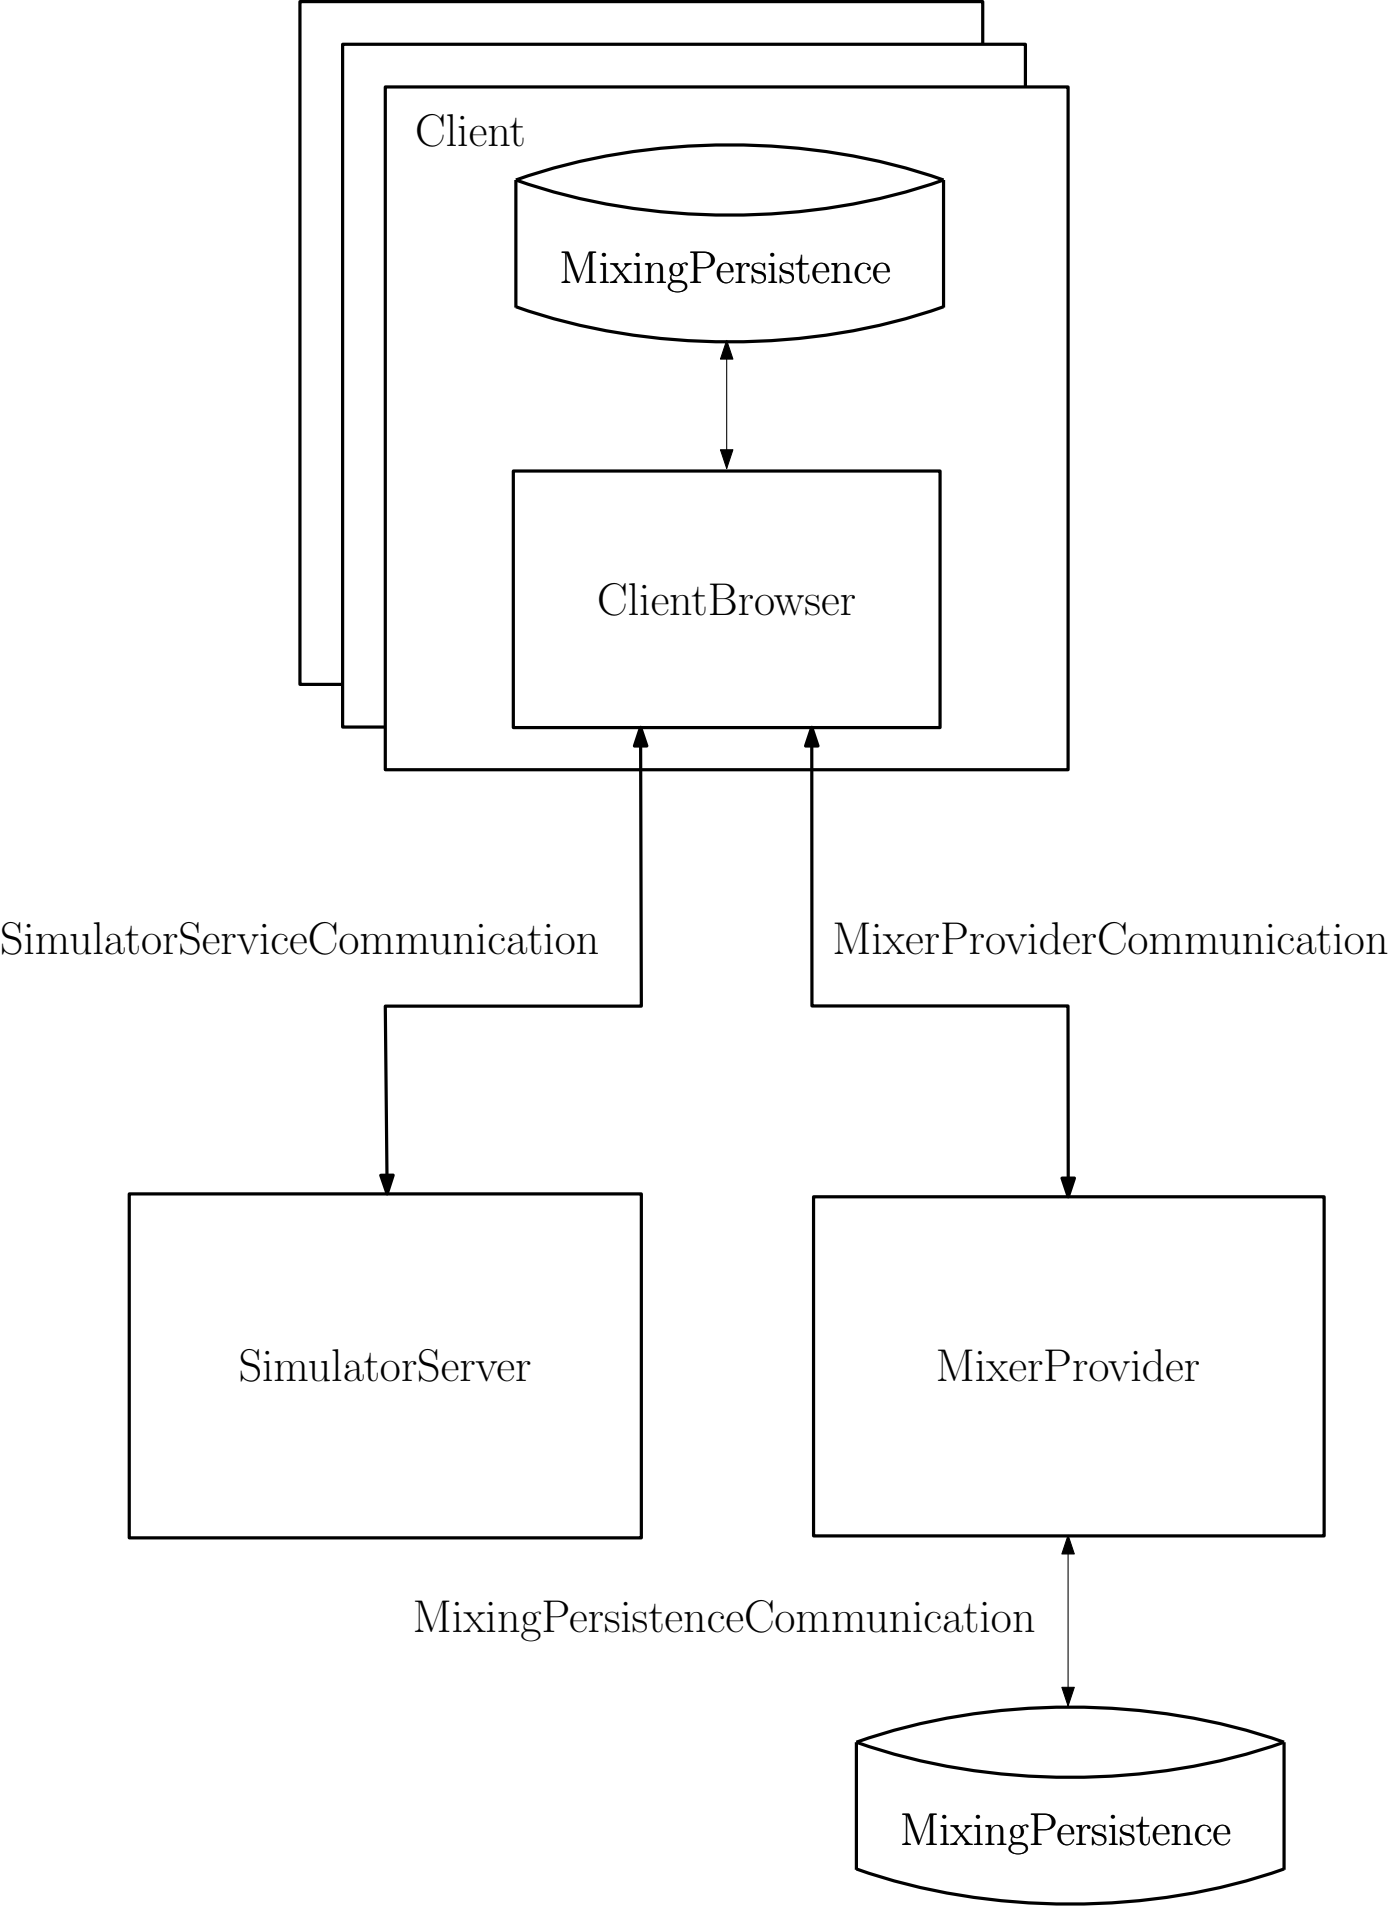 Client
MixingPersistence
ClientBrowser
SimulatorServiceCommunication
MixerProviderCommunication
SimulatorServer
MixerProvider
MixingPersistenceCommunication
MixingPersistence